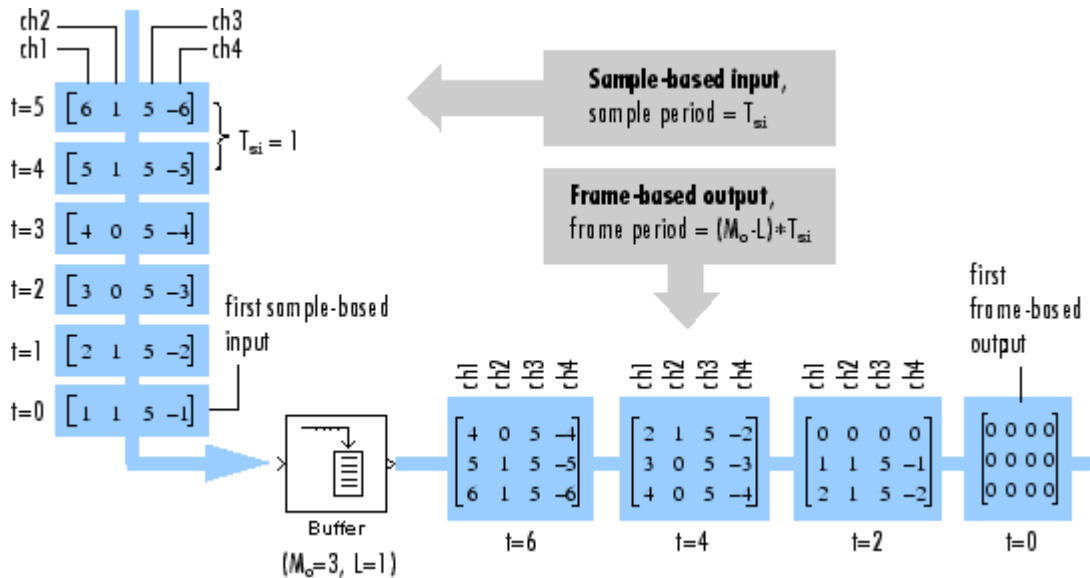 ch2
ch1
ch3
ch4
t=5 [6 1 5 −6]
T_si = 1
t=4 [5 1 5 −5]
t=3 [4 0 5 −4]
t=2 [3 0 5 −3]
t=1 [2 1 5 −2]
t=0 [1 1 5 −1]
first sample-based
input
Sample-based input,
sample period = T_si
Frame-based output,
frame period = (M_o-L)*T_si
first
frame-based
output
Buffer
(M_o=3, L=1)
ch1 ch2 ch3 ch4
4 0 5 −4
5 1 5 −5
6 1 5 −6
t=6
ch1 ch2 ch3 ch4
2 1 5 −2
3 0 5 −3
4 0 5 −4
t=4
ch1 ch2 ch3 ch4
0 0 0 0
1 1 5 −1
2 1 5 −2
t=2
0 0 0 0
0 0 0 0
0 0 0 0
t=0